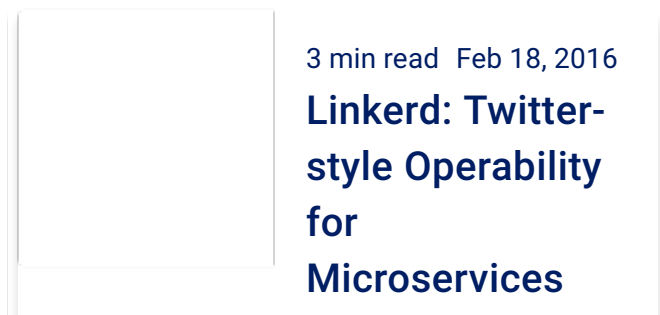 3 min read Feb 18, 2016
Linkerd: Twitter-
style Operability
for
Microservices